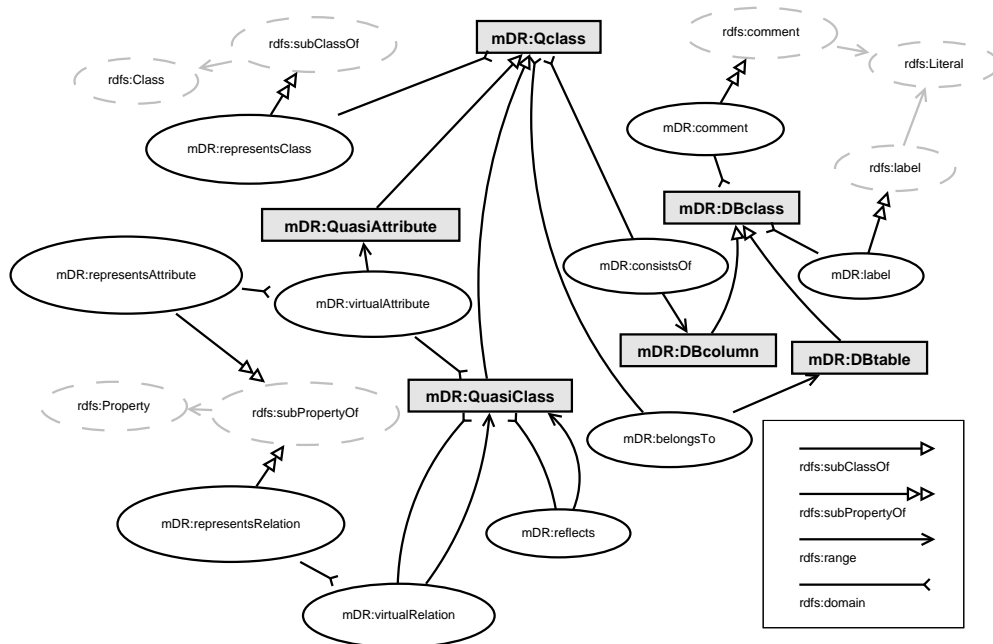 rdfs:subClassOf
mDR:Qclass
rdfs:comment
rdfs:Class
rdfs:Literal
mDR:representsClass
mDR:comment
rdfs:label
mDR:QuasiAttribute
mDR:DBclass
mDR:representsAttribute
mDR:virtualAttribute
mDR:consistsOf
mDR:label
mDR:DBcolumn
mDR:DBtable
rdfs:Property
rdfs:subPropertyOf
mDR:QuasiClass
mDR:belongsTo
rdfs:subClassOf
rdfs:subPropertyOf
mDR:representsRelation
mDR:reflects
rdfs:range
rdfs:domain
mDR:virtualRelation